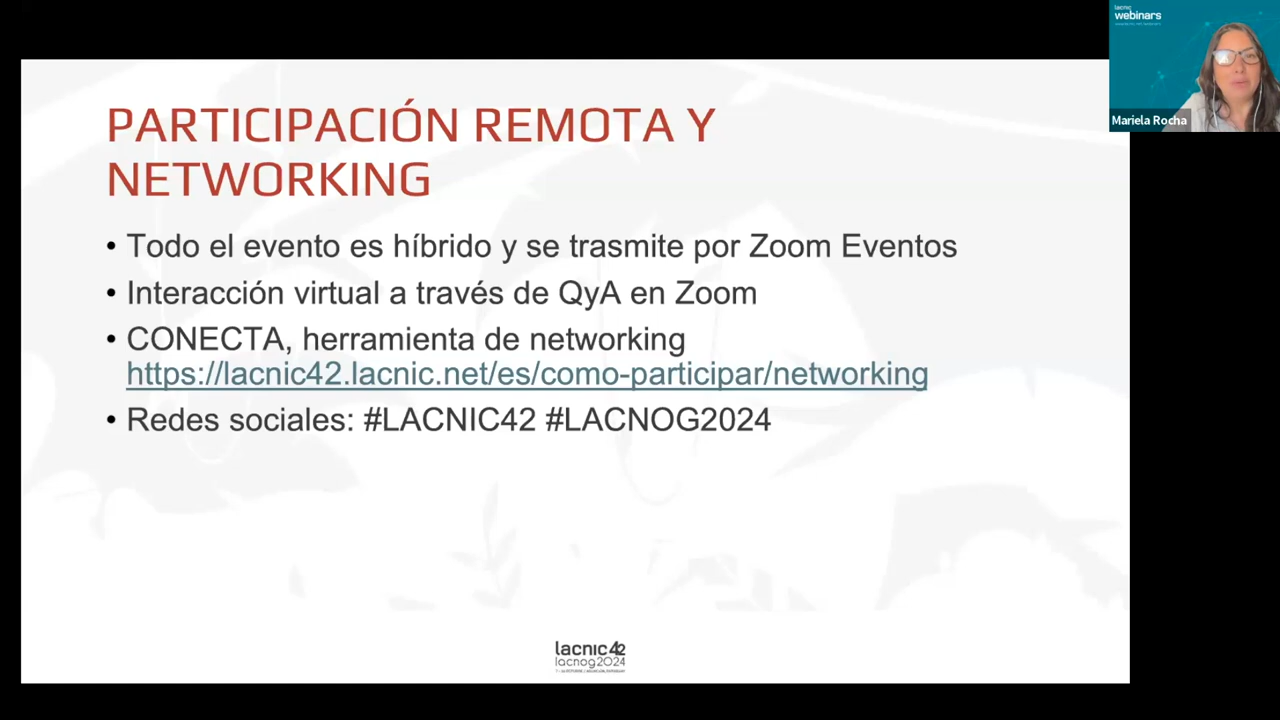 lacnic
webinars
Mariela Rocha
PARTICIPACIÓN REMOTA Y
NETWORKING
• Todo el evento es híbrido y se trasmite por Zoom Eventos
• Interacción virtual a través de QyA en Zoom
• CONECTA, herramienta de networking
https://lacnic42.lacnic.net/es/como-participar/networking
• Redes sociales: #LACNIC42 #LACNOG2024
lacnic42
lacnog2024